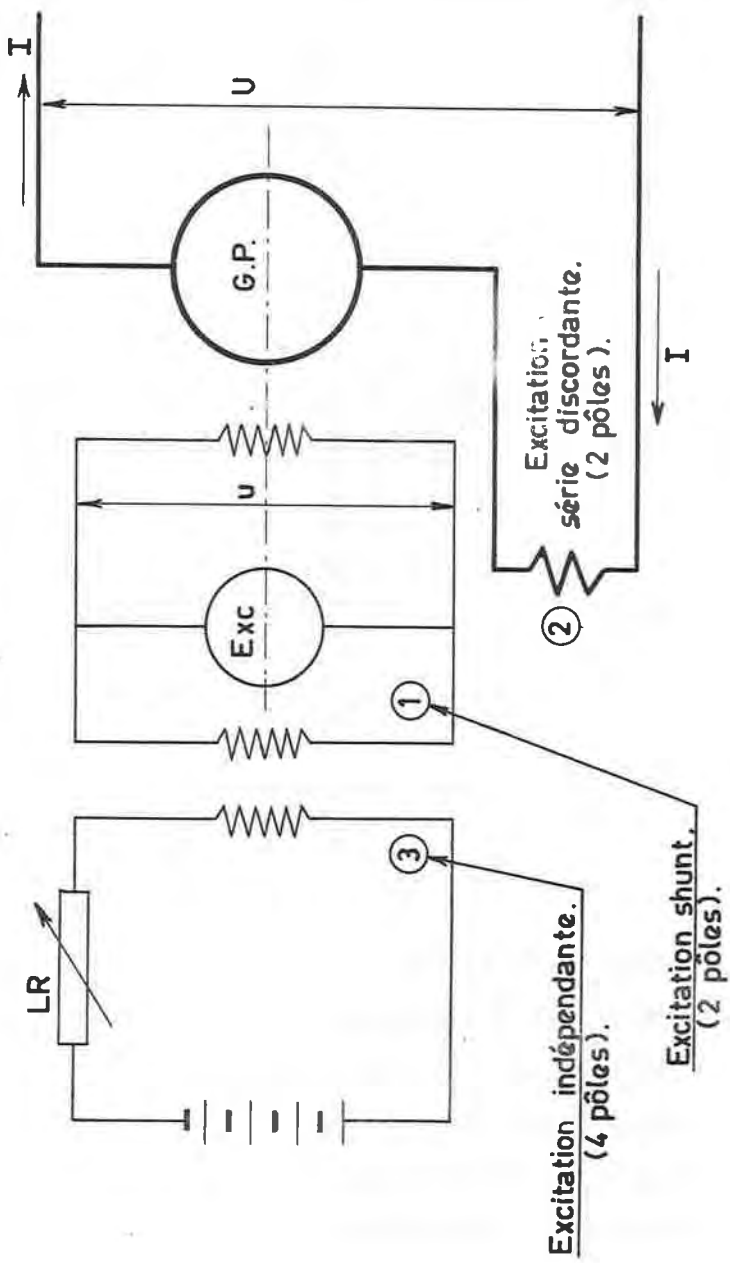 I
U
G.P.
Excitation
série discordante.
(2 pôles).
I
u
Exc
1
2
LR
3
Excitation indépendante.
(4 pôles).
Excitation shunt.
(2 pôles).